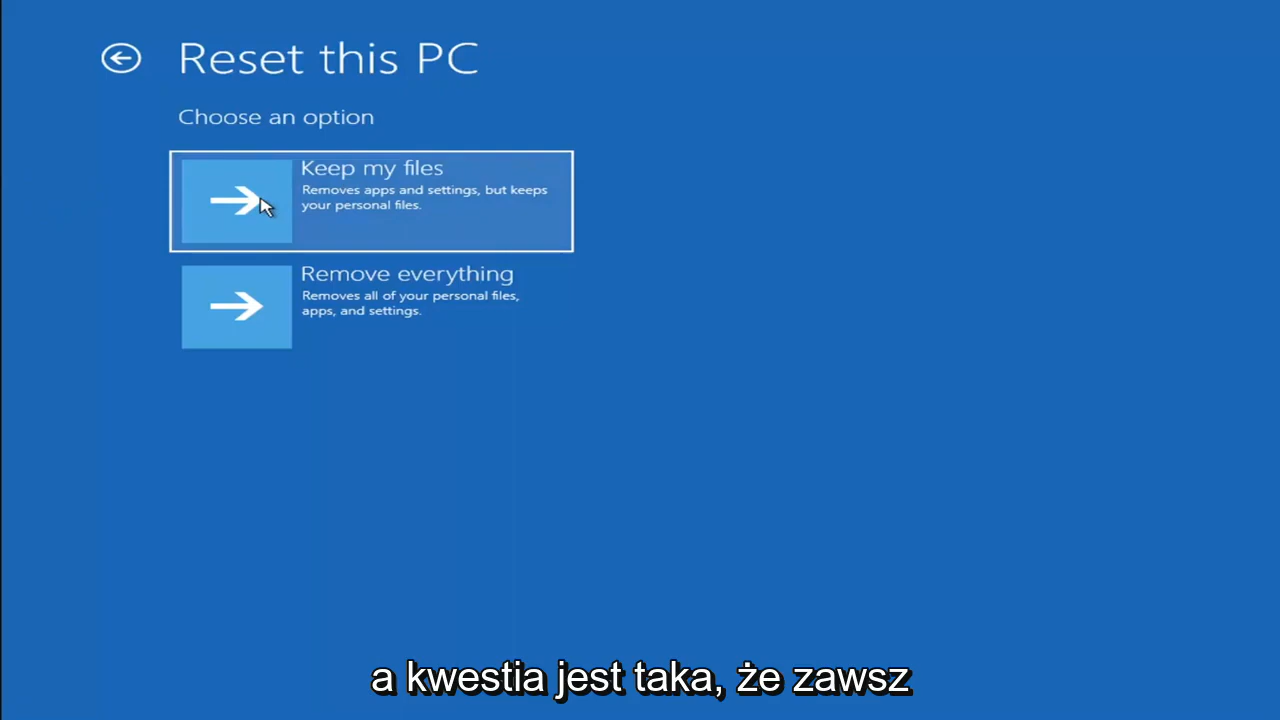 Reset this PC
Choose an option
Keep my files
Removes apps and settings, but keeps
your personal files.
Remove everything
Removes all of your personal files,
apps, and settings.
a kwestia jest taka, że zawsz